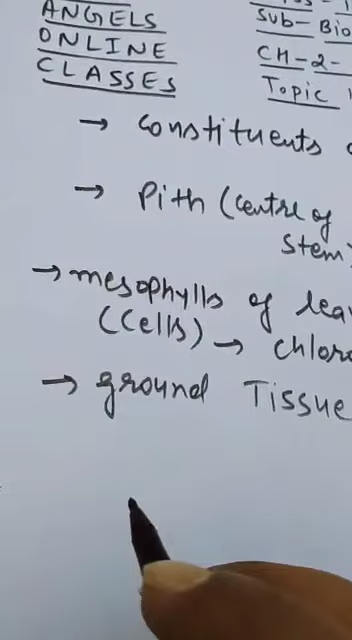 ANGELS
ONLINE
CLASSES
Sub- Bio
CH-2-
Topic
→ Constituents
→ Pith (Centre of
Stem)
→ mesophylls of
(Cells) →
→ ground Tissue